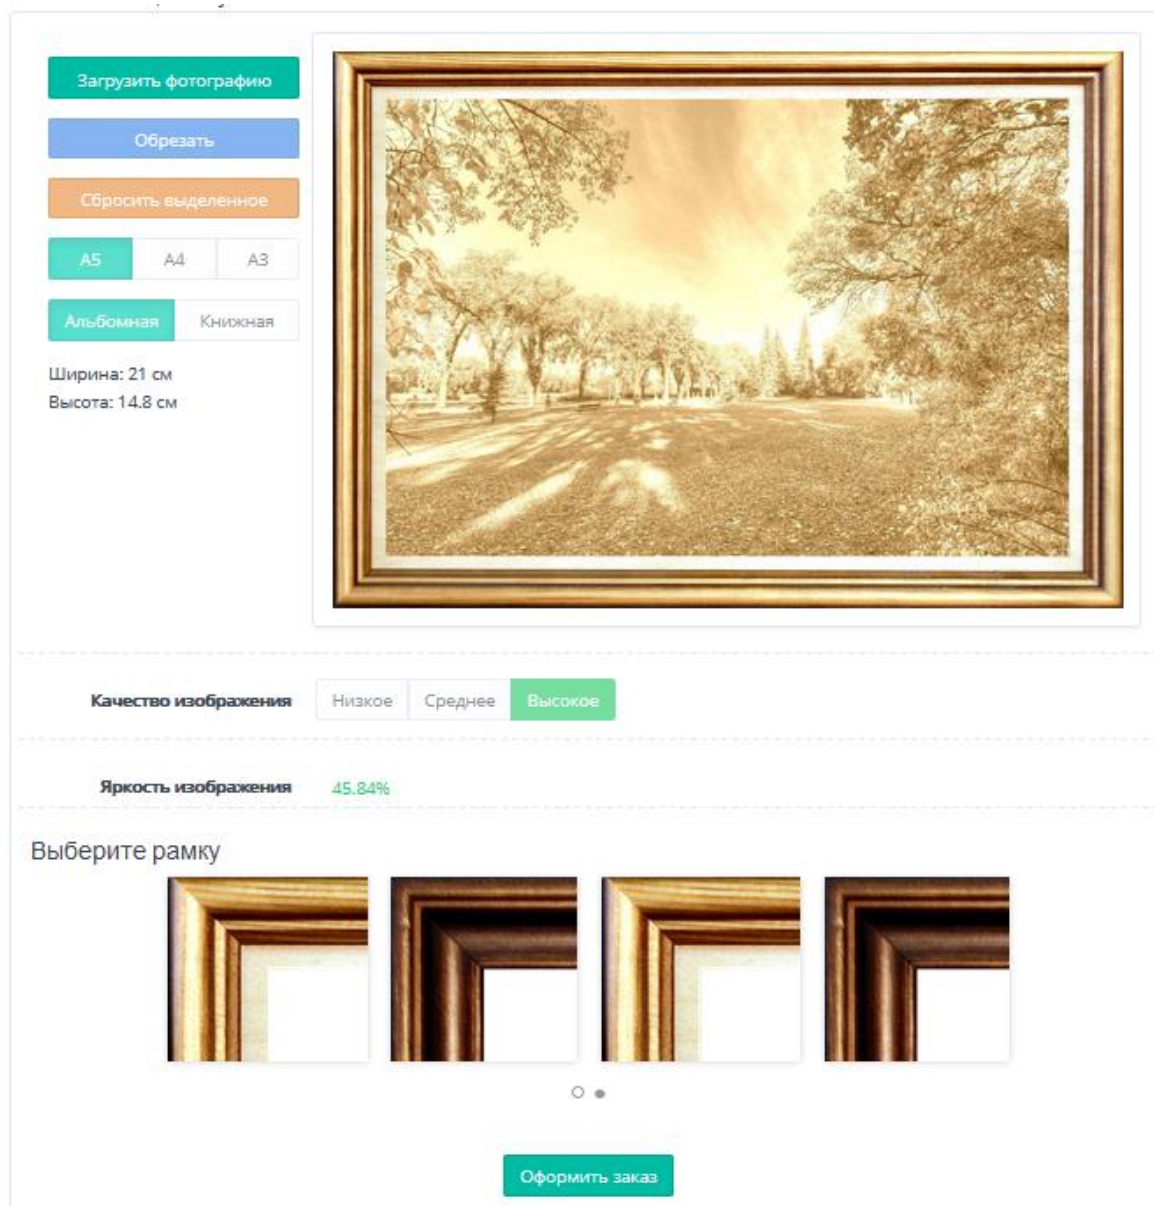 Загрузить фотографию
Обрезать
Сбросить выделенное
А5 А4 А3
Альбомная Книжная
Ширина: 21 см
Высота: 14.8 см
Качество изображения Низкое Среднее Высокое
Яркость изображения 45.84%
Выберите рамку
Оформить заказ